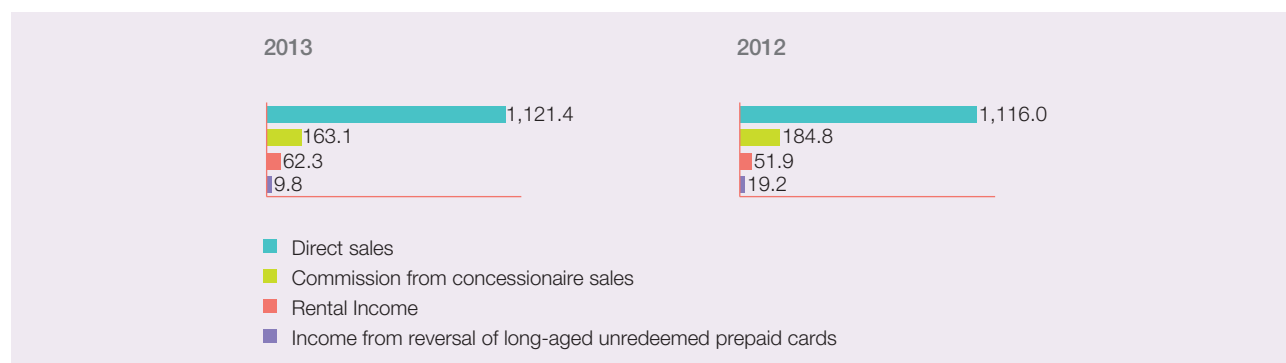 2013
1,121.4
163.1
62.3
9.8
2012
1,116.0
184.8
51.9
19.2
Direct sales
Commission from concessionaire sales
Rental Income
Income from reversal of long-aged unredeemed prepaid cards